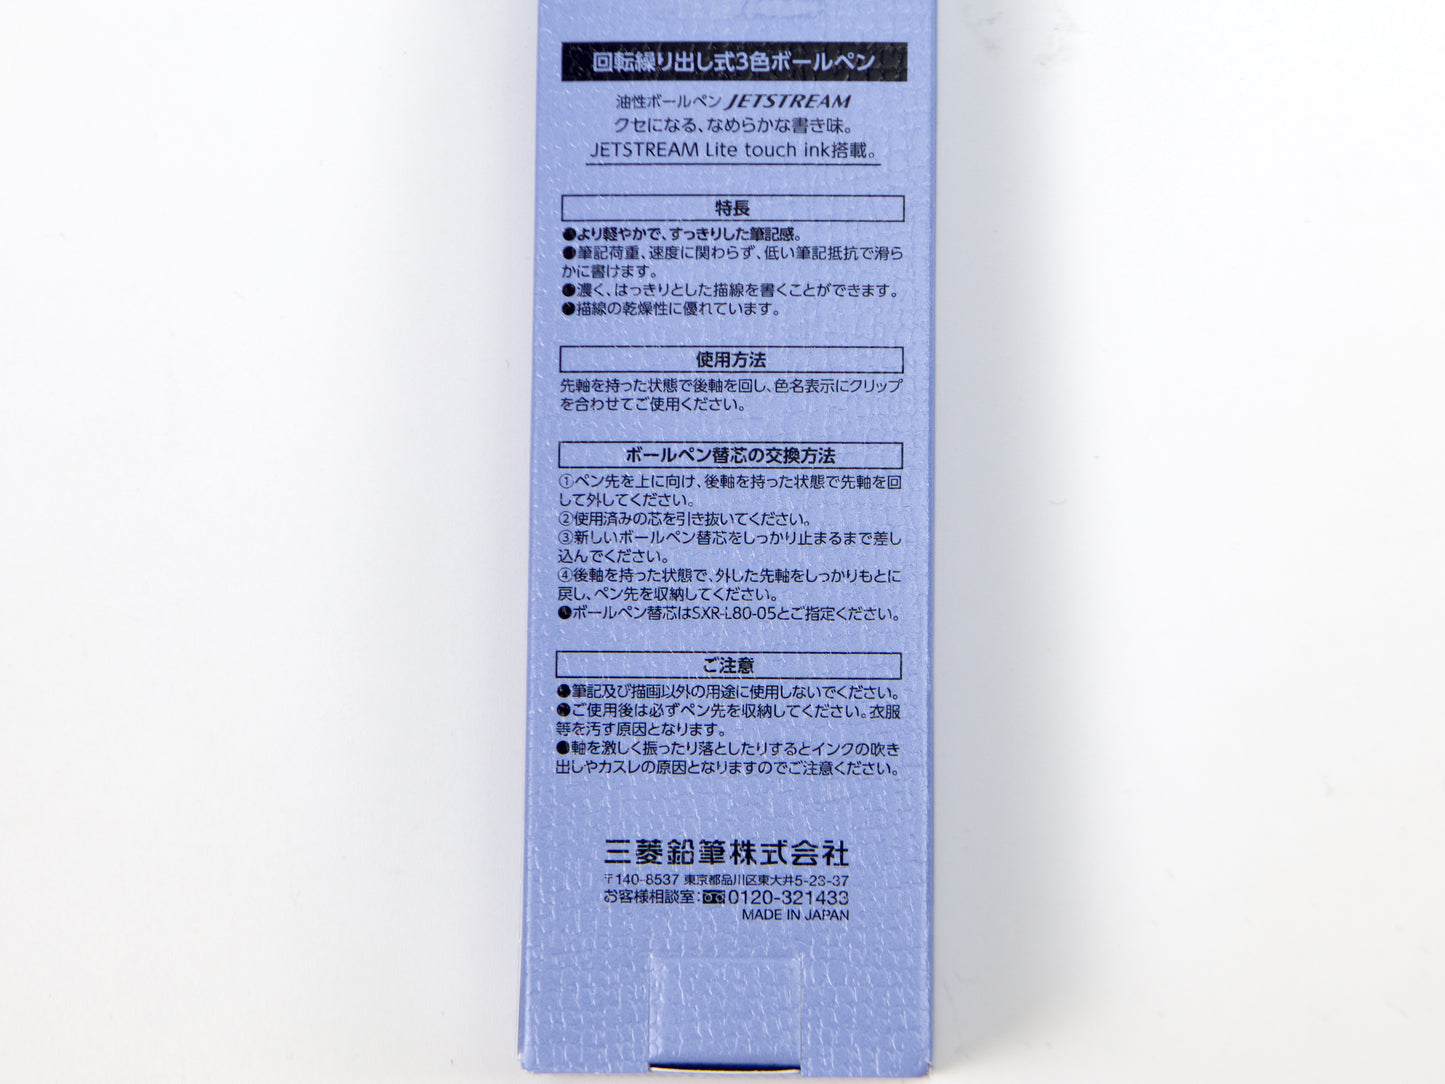 回転繰り出し式3色ボールペン
油性ボールペン JETSTREAM
クセになる、なめらかな書き味。
JETSTREAM Lite touch ink搭載。
特長
●より軽やかで、すっきりした筆記感。
●筆記荷重、速度に関わらず、低い筆記抵抗で滑ら
かに書けます。
●濃く、はっきりとした描線を書くことができます。
●描線の乾燥性に優れています。
使用方法
先軸を持った状態で後軸を回し、色名表示にクリップ
を合わせてご使用ください。
ボールペン替芯の交換方法
①ペン先を上に向け、後軸を持った状態で先軸を回
して外してください。
②使用済みの芯を引き抜いてください。
③新しいボールペン替芯をしっかり止まるまで差し
込んでください。
④後軸を持った状態で、外した先軸をしっかりもとに
戻し、ペン先を収納してください。
●ボールペン替芯はSXR-L80-05とご指定ください。
ご注意
●筆記及び描画以外の用途に使用しないでください。
●ご使用後は必ずペン先を収納してください。衣服
等を汚す原因となります。
●軸を激しく振ったり落としたりするとインクの吹き
出しやカスレの原因となりますのでご注意ください。
三菱鉛筆株式会社
〒140-8537 東京都品川区東大井5-23-37
お客様相談室:0120-321433
MADE IN JAPAN